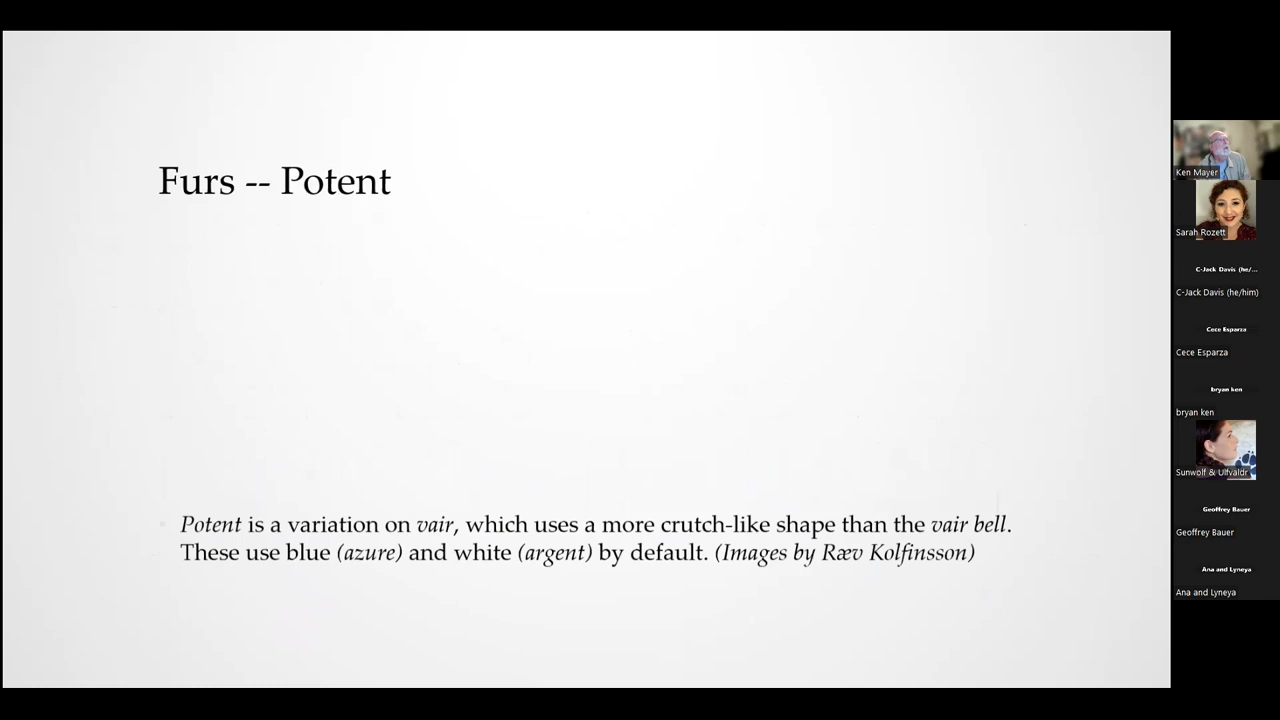 Furs -- Potent
Potent is a variation on vair, which uses a more crutch-like shape than the vair bell.
These use blue (azure) and white (argent) by default. (Images by Ræv Kolfinsson)
Ken Mayer
Sarah Rozett
C-Jack Davis (he/...
C-Jack Davis (he/him)
Cece Esparza
Cece Esparza
bryan ken
bryan ken
Sunwolf & Ulfvaldr
Geoffrey Bauer
Geoffrey Bauer
Ana and Lyneya
Ana and Lyneya